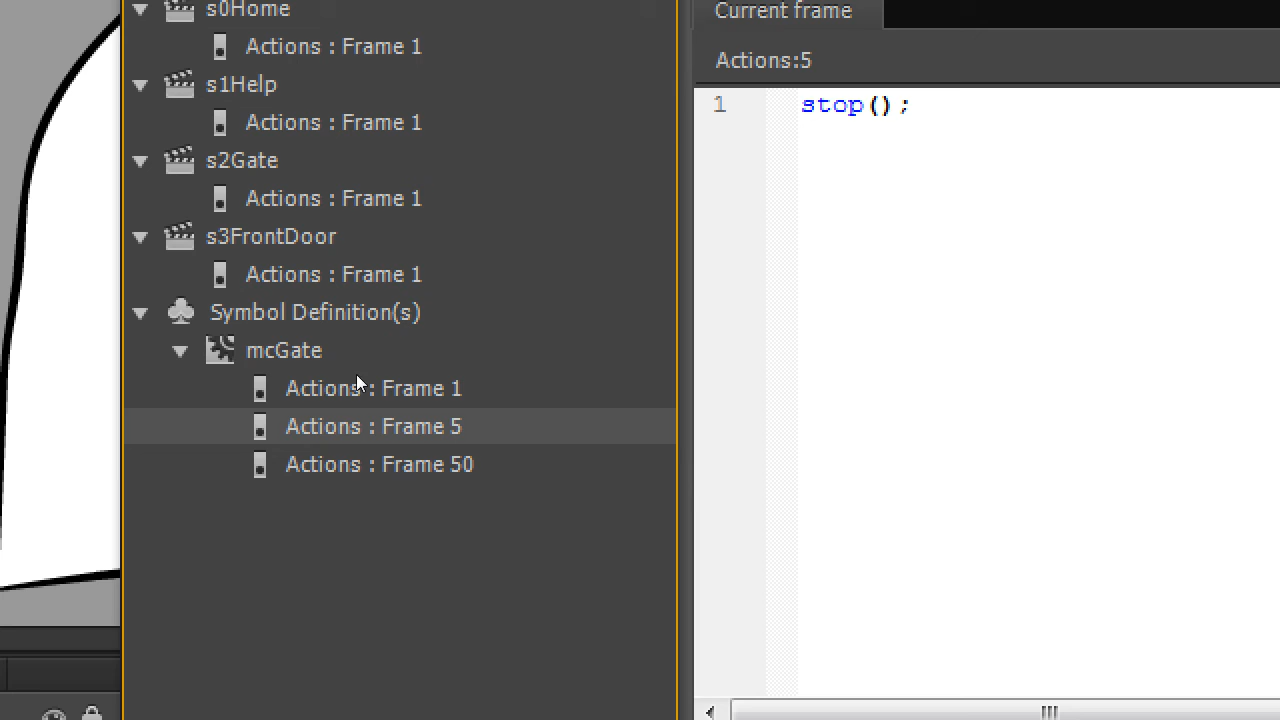 s0Home
Actions : Frame 1
s1Help
Actions : Frame 1
s2Gate
Actions : Frame 1
s3FrontDoor
Actions : Frame 1
Symbol Definition(s)
mcGate
Actions : Frame 1
Actions : Frame 5
Actions : Frame 50
Current frame
Actions:5
1 stop();